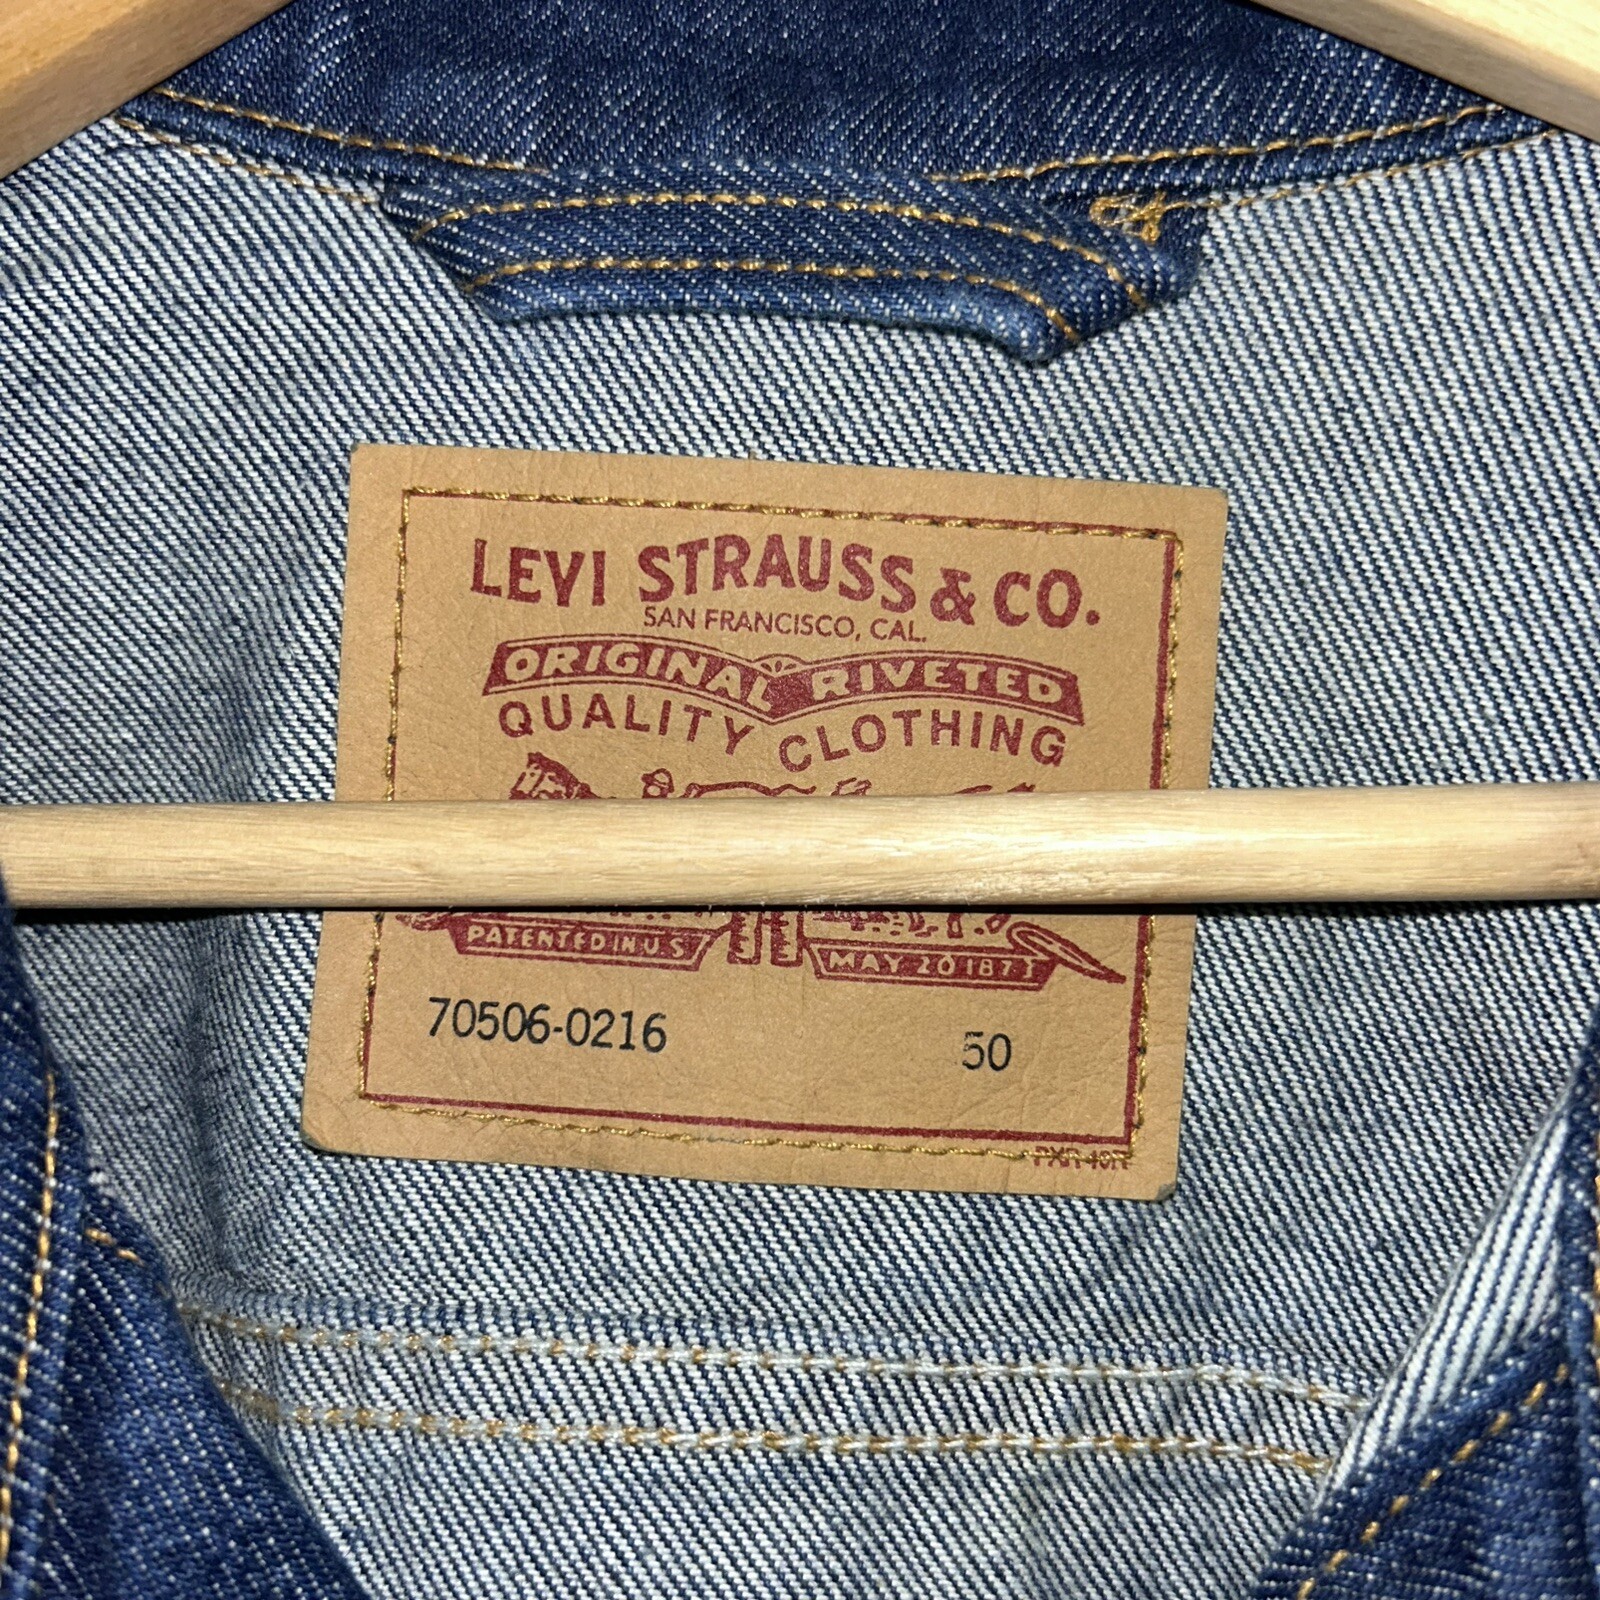 LEVI STRAUSS & CO.
SAN FRANCISCO, CAL.
ORIGINAL RIVETED
QUALITY CLOTHING
PATENTED IN U.S
MAY 20 1873
70506-0216 50